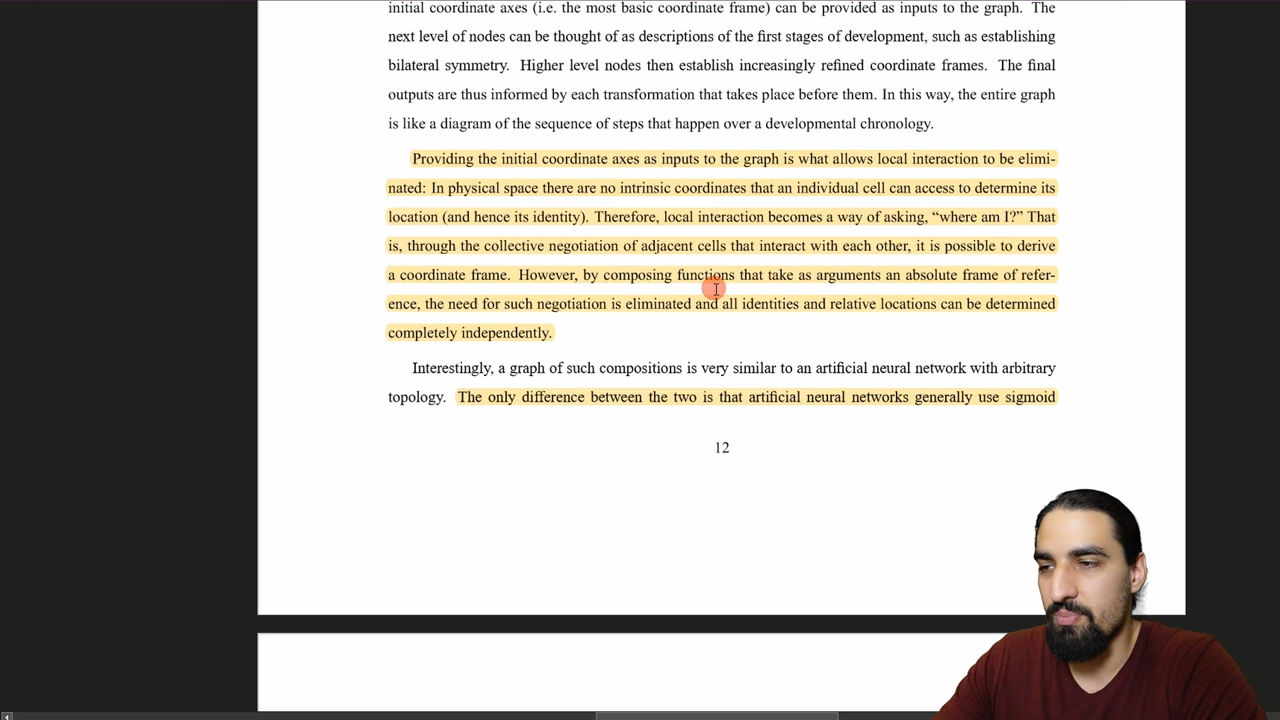 initial coordinate axes (i.e. the most basic coordinate frame) can be provided as inputs to the graph. The
next level of nodes can be thought of as descriptions of the first stages of development, such as establishing
bilateral symmetry. Higher level nodes then establish increasingly refined coordinate frames. The final
outputs are thus informed by each transformation that takes place before them. In this way, the entire graph
is like a diagram of the sequence of steps that happen over a developmental chronology.
Providing the initial coordinate axes as inputs to the graph is what allows local interaction to be elimi-
nated: In physical space there are no intrinsic coordinates that an individual cell can access to determine its
location (and hence its identity). Therefore, local interaction becomes a way of asking, “where am I?” That
is, through the collective negotiation of adjacent cells that interact with each other, it is possible to derive
a coordinate frame. However, by composing functions that take as arguments an absolute frame of refer-
ence, the need for such negotiation is eliminated and all identities and relative locations can be determined
completely independently.
Interestingly, a graph of such compositions is very similar to an artificial neural network with arbitrary
topology. The only difference between the two is that artificial neural networks generally use sigmoid
12